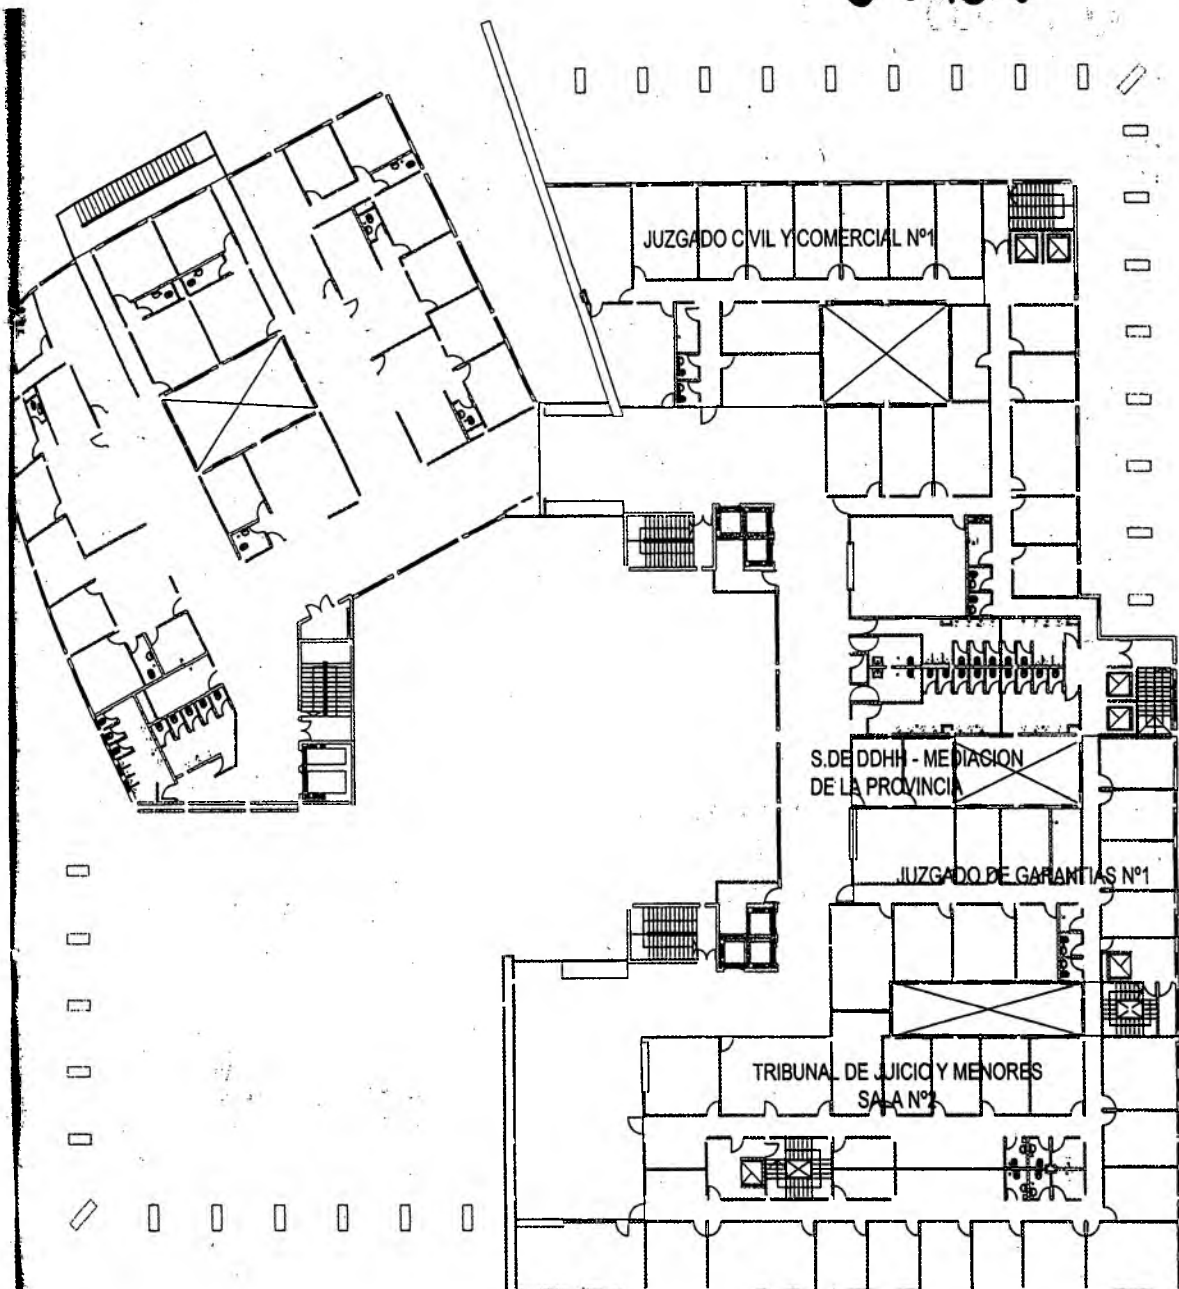 JUZGADO CIVIL Y COMERCIAL Nº1
S.DE DDHH - MEDIACION
DE LA PROVINCIA
JUZGADO DE GARANTIAS Nº1
TRIBUNAL DE JUICIO Y MENORES
SALA Nº2